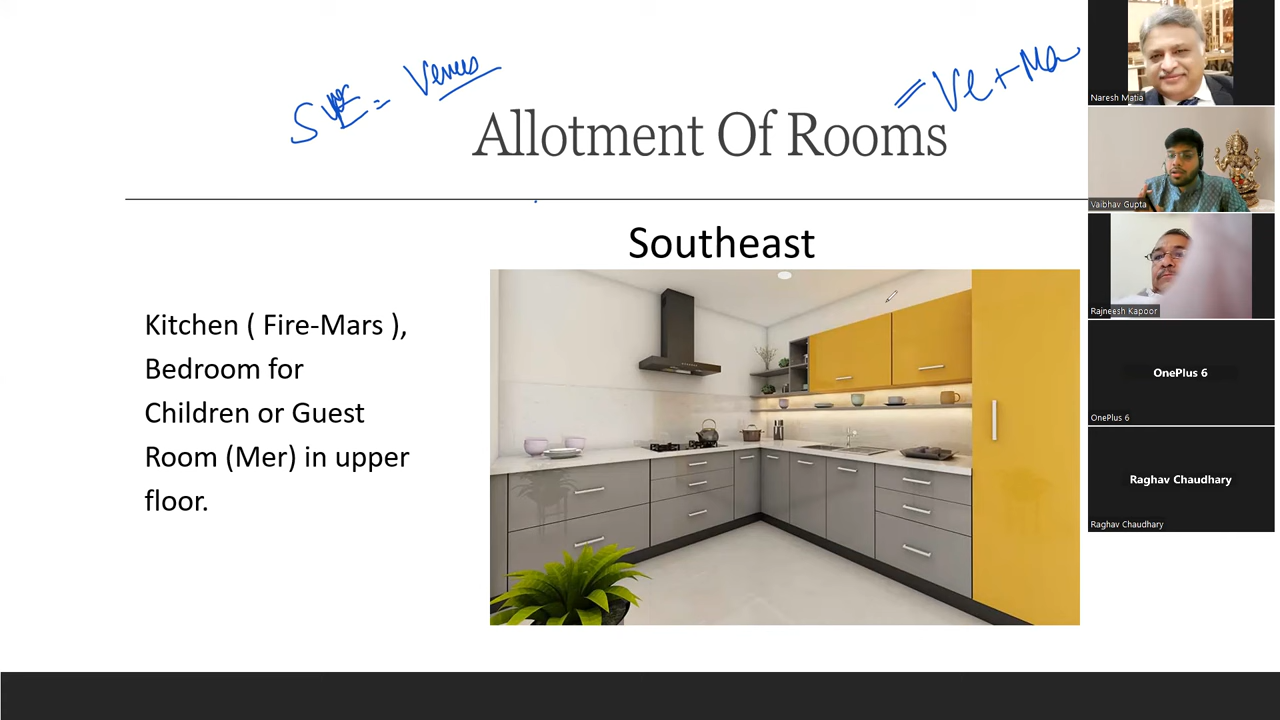 = Venus
= Ve + Ma
Allotment Of Rooms
Southeast
Kitchen ( Fire-Mars ),
Bedroom for
Children or Guest
Room (Mer) in upper
floor.
Naresh Matia
Vaibhav Gupta
Rajneesh Kapoor
OnePlus 6
OnePlus 6
Raghav Chaudhary
Raghav Chaudhary